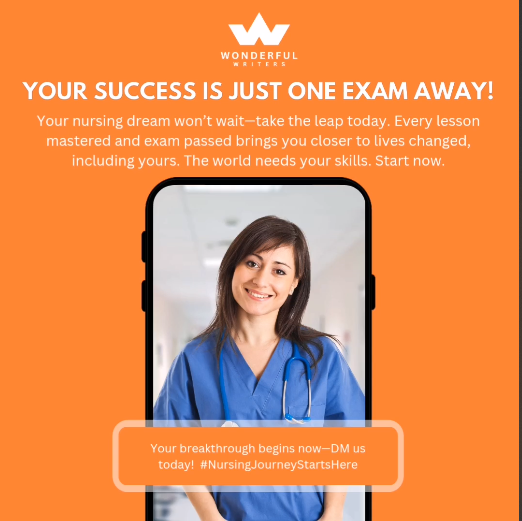 WONDERFUL
WRITERS
YOUR SUCCESS IS JUST ONE EXAM AWAY!
Your nursing dream won't wait—take the leap today. Every lesson
mastered and exam passed brings you closer to lives changed,
including yours. The world needs your skills. Start now.
Your breakthrough begins now—DM us
today! #NursingJourneyStartsHere